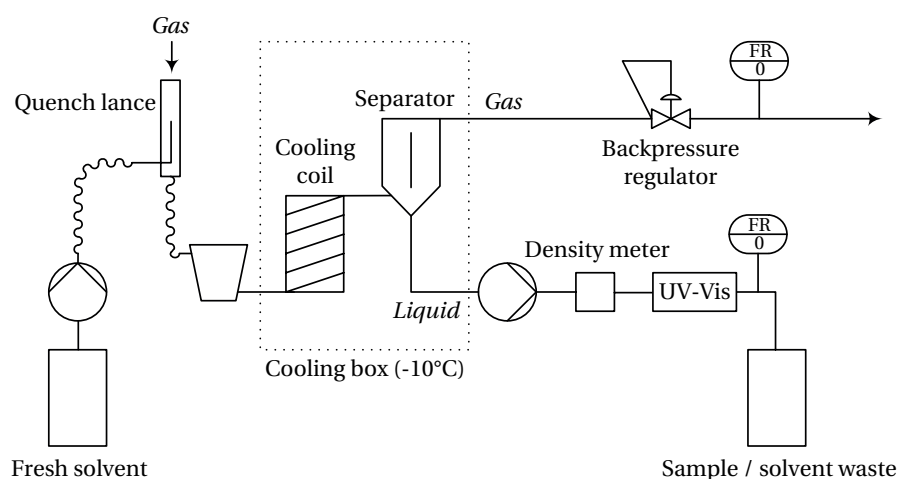 Gas
Quench lance
Separator
Gas
FR
0
Cooling
coil
Backpressure
regulator
FR
0
Density meter
UV-Vis
Liquid
Cooling box (-10°C)
Fresh solvent
Sample / solvent waste